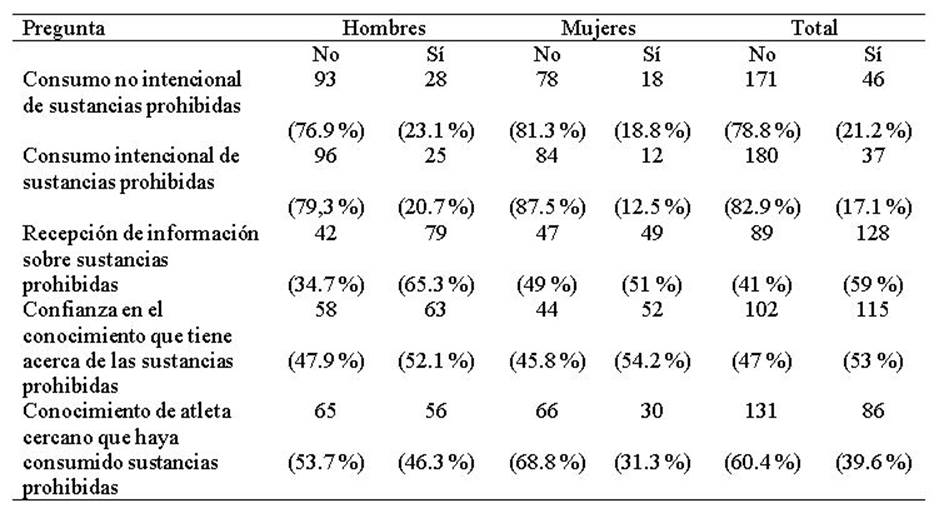 Pregunta Hombres Mujeres Total
No Sí No Sí No Sí
Consumo no intencional 93 28 78 18 171 46
de sustancias prohibidas
(76.9 %) (23.1 %) (81.3 %) (18.8 %) (78.8 %) (21.2 %)
Consumo intencional de 96 25 84 12 180 37
sustancias prohibidas
(79,3 %) (20.7 %) (87.5 %) (12.5 %) (82.9 %) (17.1 %)
Recepción de información 42 79 47 49 89 128
sobre sustancias
prohibidas (34.7 %) (65.3 %) (49 %) (51 %) (41 %) (59 %)
Confianza en el 58 63 44 52 102 115
conocimiento que tiene
acerca de las sustancias (47.9 %) (52.1 %) (45.8 %) (54.2 %) (47 %) (53 %)
prohibidas
Conocimiento de atleta 65 56 66 30 131 86
cercano que haya
consumido sustancias (53.7 %) (46.3 %) (68.8 %) (31.3 %) (60.4 %) (39.6 %)
prohibidas